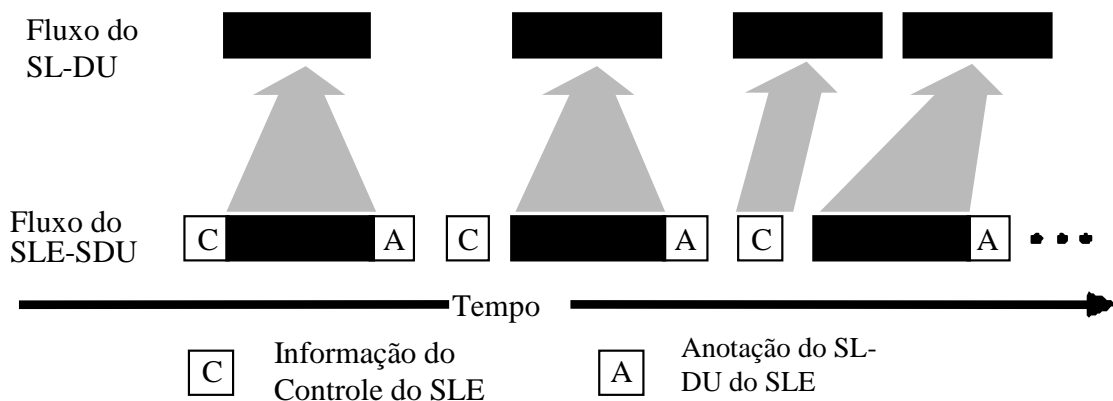 Fluxo do
SL-DU
Fluxo do
SLE-SDU
C
A
C
A
C
A
Tempo
C
Informação do
Controle do SLE
A
Anotação do SL-
DU do SLE